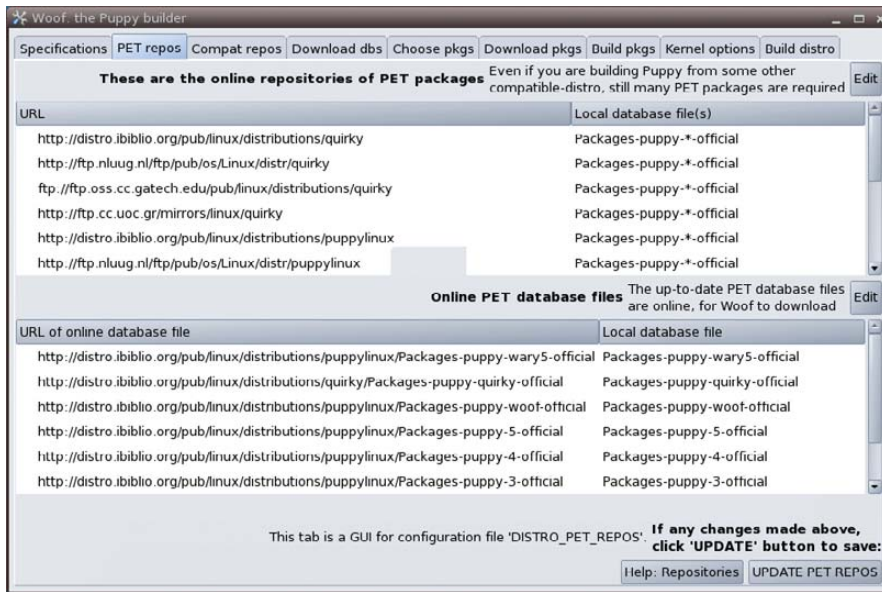 Woof. the Puppy builder
Specifications PET repos Compat repos Download dbs Choose pkgs Download pkgs Build pkgs Kernel options Build distro
These are the online repositories of PET packages
Even if you are building Puppy from some other
compatible-distro, still many PET packages are required
Edit
URL Local database file(s)
http://distro.ibiblio.org/pub/linux/distributions/quirky Packages-puppy-*-official
http://ftp.nluug.nl/ftp/pub/os/Linux/distr/quirky Packages-puppy-*-official
ftp.//ftp.oss.cc.gatech.edu/pub/linux/distributions/quirky Packages-puppy-*-official
http://ftp.cc.uoc.gr/mirrors/linux/quirky Packages-puppy-*-official
http://distro.ibiblio.org/pub/linux/distributions/puppylinux Packages-puppy-*-official
http.//ftp.nluug.nl/ftp/pub/os/Linux/distr/puppylinux Packages-puppy-*-official
Online PET database files
The up-to-date PET database files
are online, for Woof to download
Edit
URL of online database file Local database file
http://distro.ibiblio.org/pub/linux/distributions/puppylinux/Packages-puppy-wary5-official Packages-puppy-wary5-official
http://distro.ibiblio.org/pub/linux/distributions/quirky/Packages-puppy-quirky-official Packages-puppy-quirky-official
http://distro.ibiblio.org/pub/linux/distributions/puppylinux/Packages-puppy-woof-official Packages-puppy-woof-official
http://distro.ibiblio.org/pub/linux/distributions/puppylinux/Packages-puppy-5-official Packages-puppy-5-official
http://distro.ibiblio.org/pub/linux/distributions/puppylinux/Packages-puppy-4-official Packages-puppy-4-official
http://distro.ibiblio.org/pub/linux/distributions/puppylinux/Packages-puppy-3-official Packages-puppy-3-official
This tab is a GUI for configuration file 'DISTRO_PET_REPOS'.
If any changes made above,
click 'UPDATE' button to save:
Help: Repositories UPDATE PET REPOS